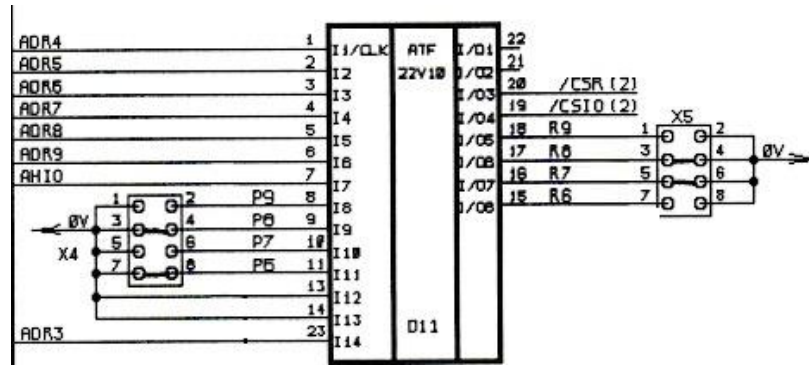 ADR4 1 I1/CLK ATF I/O1 22
ADR5 2 I2 22V10 I/O2 21
ADR6 3 I3 I/O3 20 /CSR(2)
ADR7 4 I4 I/O4 19 /CSIO(2)
X5
ADR8 5 I5 I/O5 18 R9 1 2
ADR9 6 I6 I/O6 17 R8 3 4 0V
AHIO 7 I7 I/O7 16 R7 5 6
1 2 P9 8 I8 I/O8 15 R6 7 8
0V 3 4 P8 9 I9
X4 5 6 P7 10 I10
7 8 P6 11 I11
13 I12
14 I13 D11
ADR3 23 I14